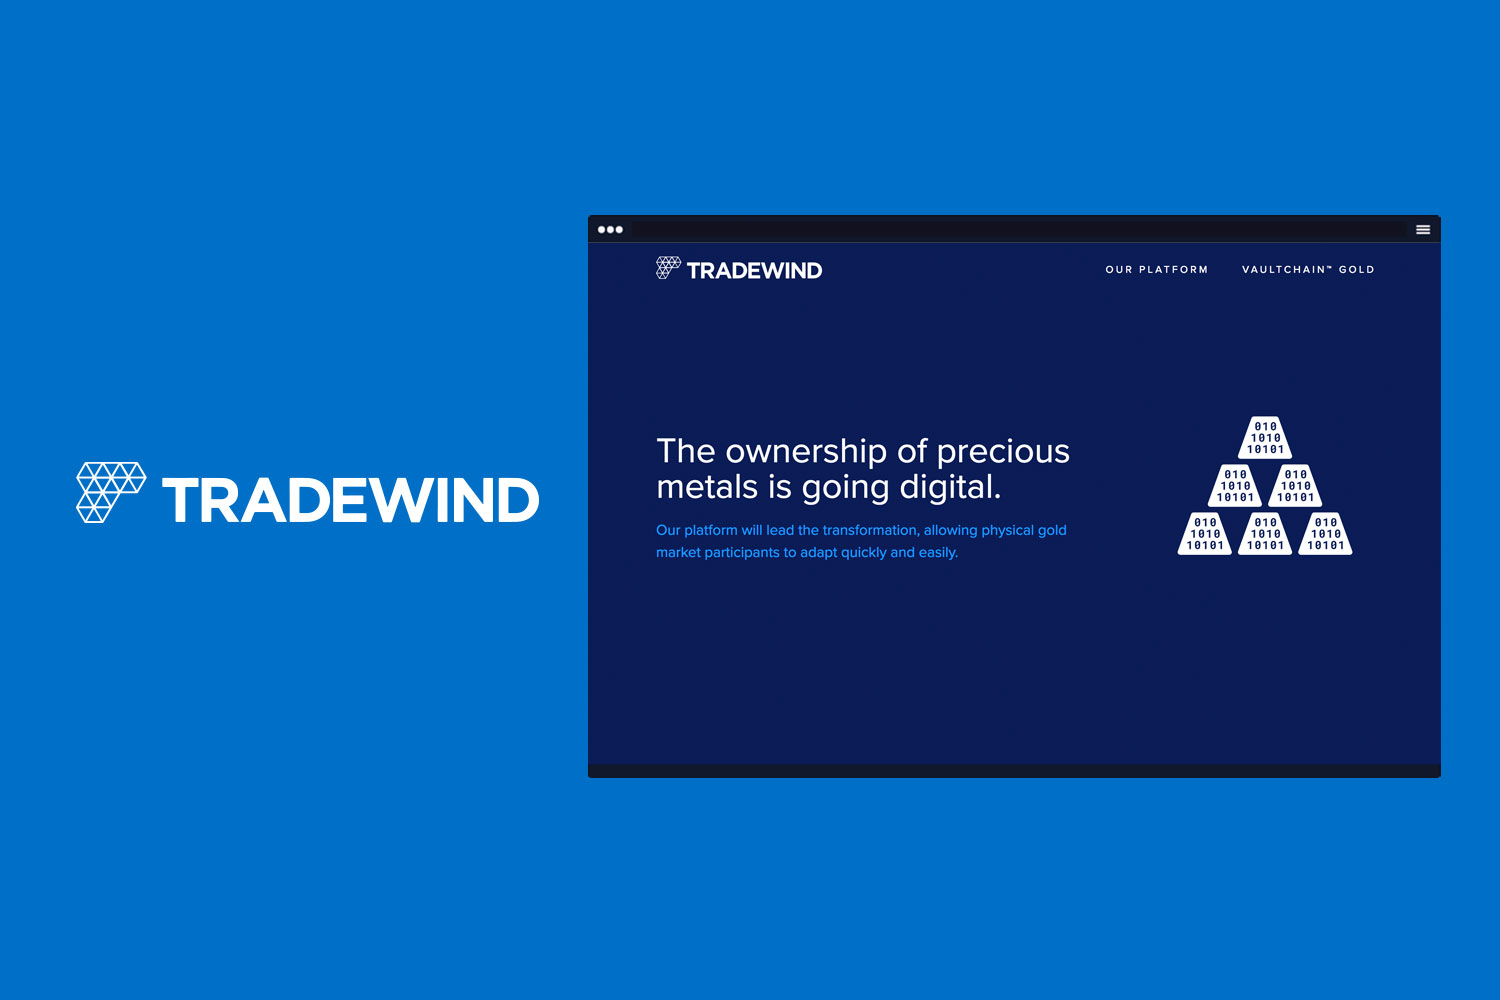 TRADEWIND
TRADEWIND
OUR PLATFORM
VAULTCHAIN™ GOLD
The ownership of precious
metals is going digital.
Our platform will lead the transformation, allowing physical gold
market participants to adapt quickly and easily.
010
1010
10101
010 010
1010 1010
10101 10101
010 010 010
1010 1010 1010
10101 10101 10101